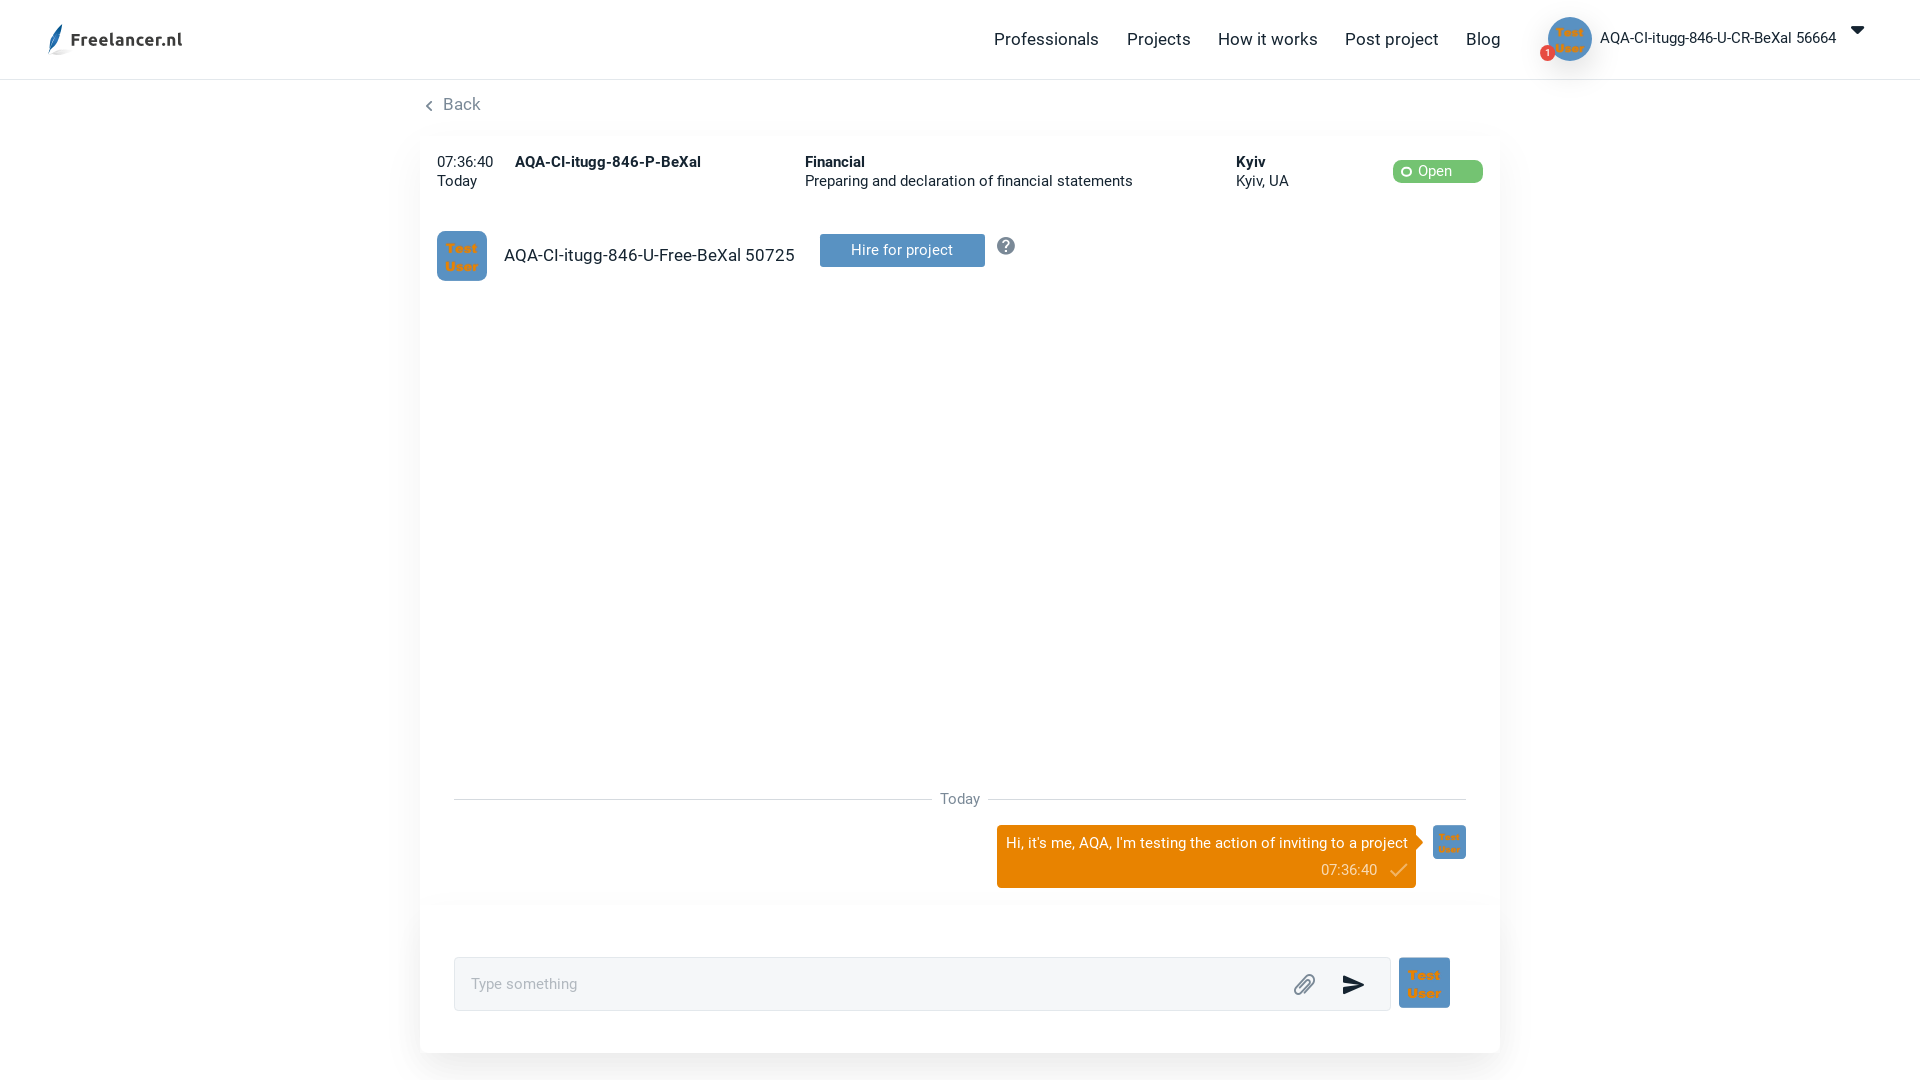 Freelancer.nl
Professionals
Projects
How it works
Post project
Blog
Test
User
1
AQA-CI-itugg-846-U-CR-BeXal 56664
Back
07:36:40
Today
AQA-CI-itugg-846-P-BeXal
Financial
Preparing and declaration of financial statements
Kyiv
Kyiv, UA
Open
Test
User
AQA-CI-itugg-846-U-Free-BeXal 50725
Hire for project
?
Today
Hi, it's me, AQA, I'm testing the action of inviting to a project
07:36:40
Test
User
Type something
Test
User